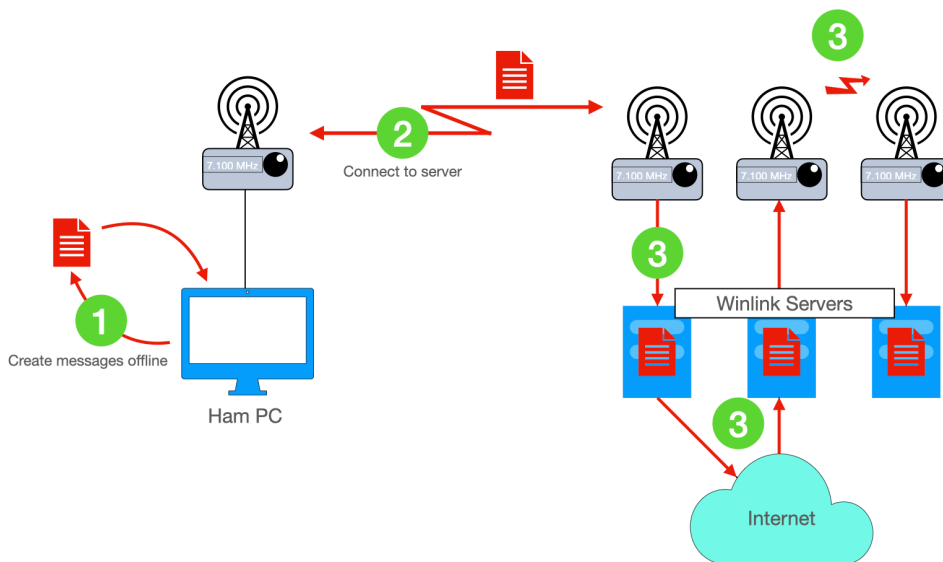 3
2
7.100 MHz
Connect to server
7.100 MHz
7.100 MHz
7.100 MHz
3
1
Create messages offline
Ham PC
Winlink Servers
3
Internet